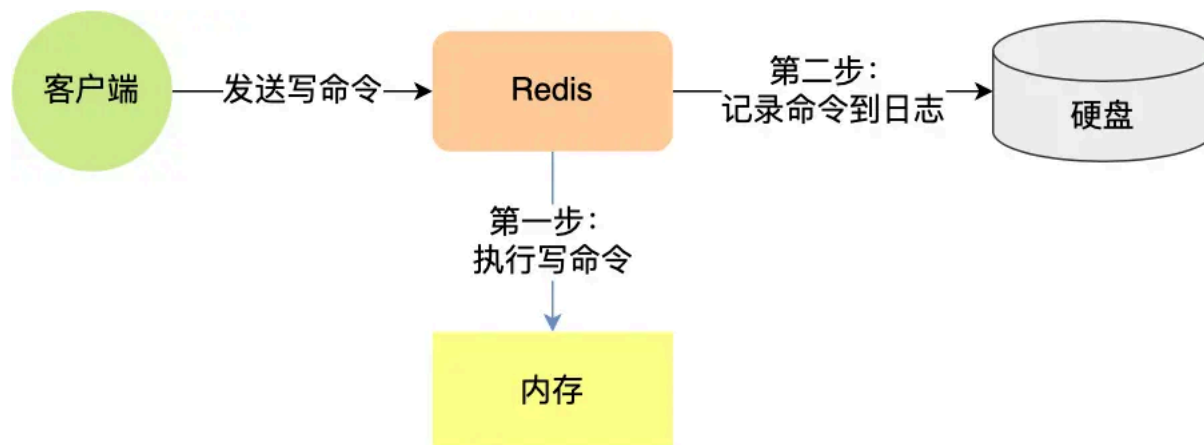 客户端
发送写命令
Redis
第二步：
记录命令到日志
硬盘
第一步：
执行写命令
内存